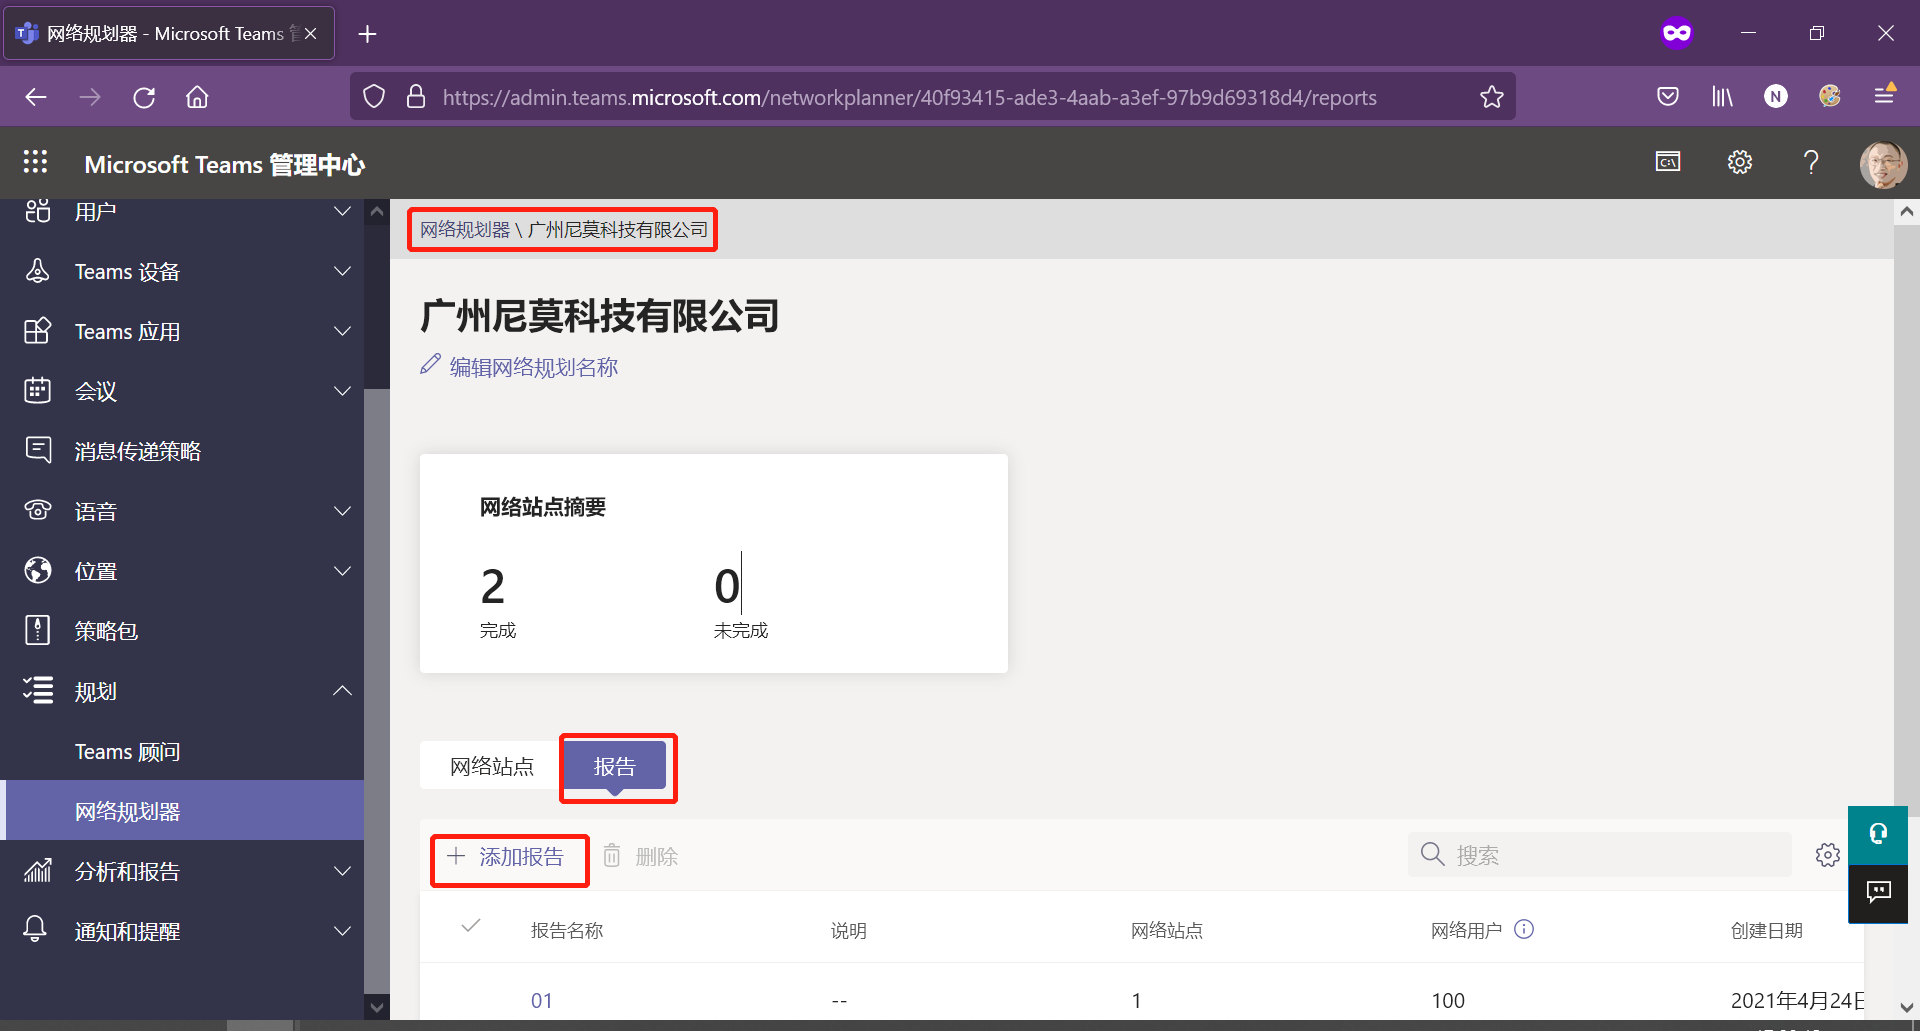 网络规划器 - Microsoft Teams
https://admin.teams.microsoft.com/networkplanner/40f93415-ade3-4aab-a3ef-97b9d69318d4/reports
N
Microsoft Teams 管理中心
C:\
?
用户
Teams 设备
Teams 应用
会议
消息传递策略
语音
位置
策略包
规划
Teams 顾问
网络规划器
分析和报告
通知和提醒
网络规划器 \ 广州尼莫科技有限公司
广州尼莫科技有限公司
编辑网络规划名称
网络站点摘要
2 0
完成 未完成
网络站点 报告
+ 添加报告 删除 搜索
报告名称 说明 网络站点 网络用户 创建日期
01 -- 1 100 2021年4月24日